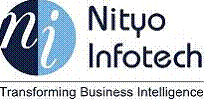 ni
Nityo
Infotech
Transforming Business Intelligence